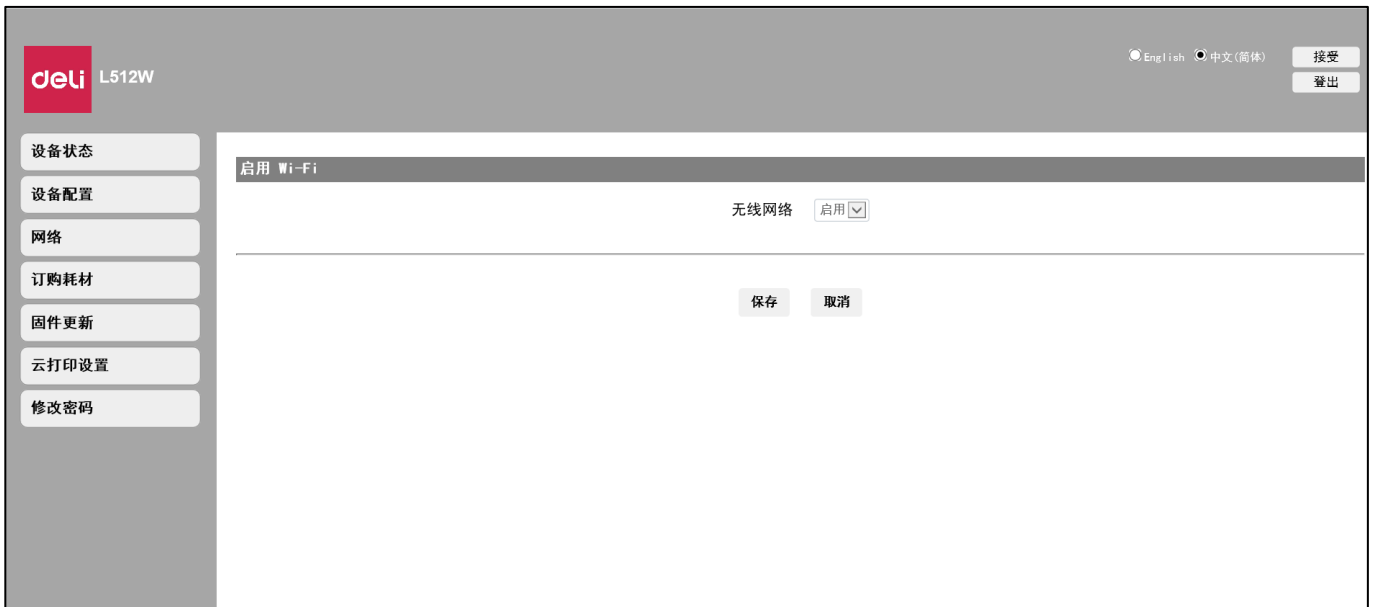 deli L512W
English 中文(简体)
接受
登出
设备状态
设备配置
网络
订购耗材
固件更新
云打印设置
修改密码
启用 Wi-Fi
无线网络 启用
保存 取消